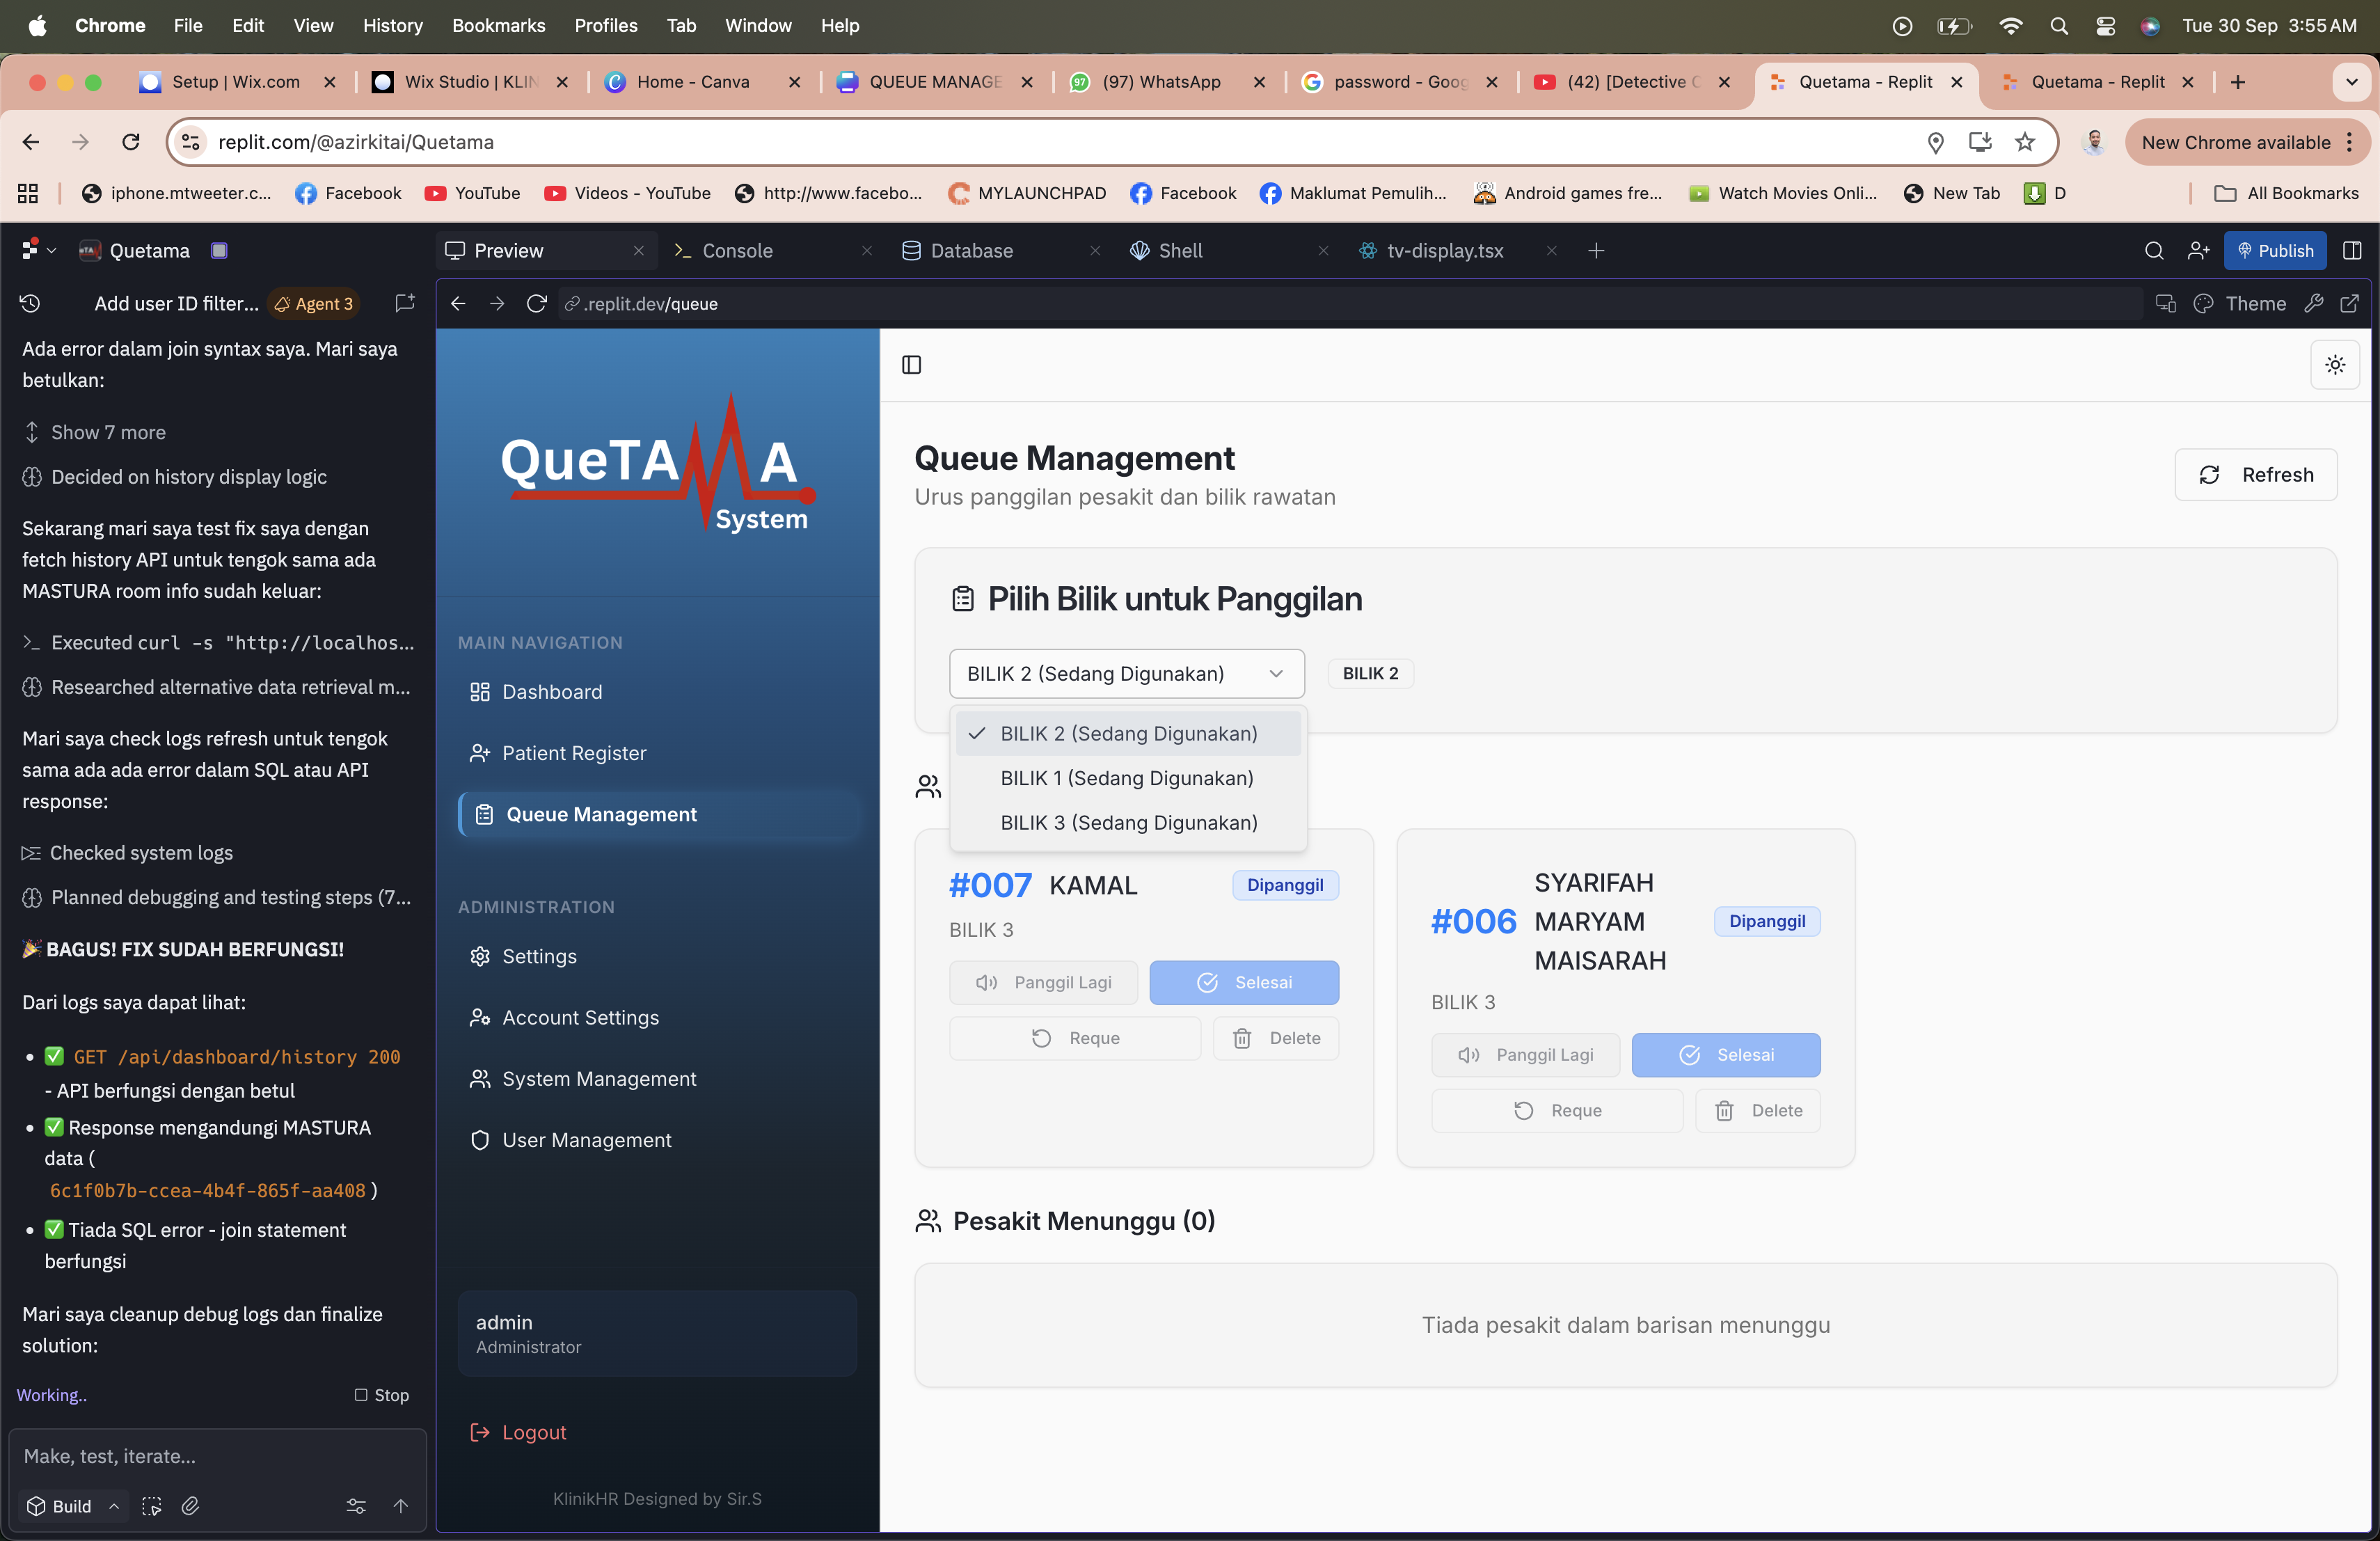 Chrome File Edit View History Bookmarks Profiles Tab Window Help Tue 30 Sep 3:55 AM
Setup | Wix.com
Wix Studio | KLIN
Home - Canva
QUEUE MANAGE
97
(97) WhatsApp
password - Goog
(42) [Detective C
Quetama - Replit
Quetama - Replit
replit.com/@azirkitai/Quetama
New Chrome available
iphone.mtweeter.c...
Facebook
YouTube
Videos - YouTube
http://www.facebo...
MYLAUNCHPAD
Facebook
Maklumat Pemulih...
Android games fre...
Watch Movies Onli...
New Tab
D
All Bookmarks
Quetama
Preview
Console
Database
Shell
tv-display.tsx
Publish
Add user ID filter...
Agent 3
.replit.dev/queue
Theme
Ada error dalam join syntax saya. Mari saya
betulkan:
Show 7 more
Decided on history display logic
Sekarang mari saya test fix saya dengan
fetch history API untuk tengok sama ada
MASTURA room info sudah keluar:
Executed curl -s "http://localhos...
Researched alternative data retrieval m...
Mari saya check logs refresh untuk tengok
sama ada ada error dalam SQL atau API
response:
Checked system logs
Planned debugging and testing steps (7...
🎉 BAGUS! FIX SUDAH BERFUNGSI!
Dari logs saya dapat lihat:
• ✅ GET /api/dashboard/history 200
- API berfungsi dengan betul
• ✅ Response mengandungi MASTURA
data (
6c1f0b7b-ccea-4b4f-865f-aa408 )
• ✅ Tiada SQL error - join statement
berfungsi
Mari saya cleanup debug logs dan finalize
solution:
Working..
Stop
Make, test, iterate...
Build
QueTAMA
System
MAIN NAVIGATION
Dashboard
Patient Register
Queue Management
ADMINISTRATION
Settings
Account Settings
System Management
User Management
admin
Administrator
Logout
KlinikHR Designed by Sir.S
Queue Management
Urus panggilan pesakit dan bilik rawatan
Refresh
Pilih Bilik untuk Panggilan
BILIK 2 (Sedang Digunakan)
BILIK 2
BILIK 2 (Sedang Digunakan)
BILIK 1 (Sedang Digunakan)
BILIK 3 (Sedang Digunakan)
#007 KAMAL
Dipanggil
BILIK 3
Panggil Lagi
Selesai
Reque
Delete
#006
SYARIFAH
MARYAM
MAISARAH
Dipanggil
BILIK 3
Panggil Lagi
Selesai
Reque
Delete
Pesakit Menunggu (0)
Tiada pesakit dalam barisan menunggu